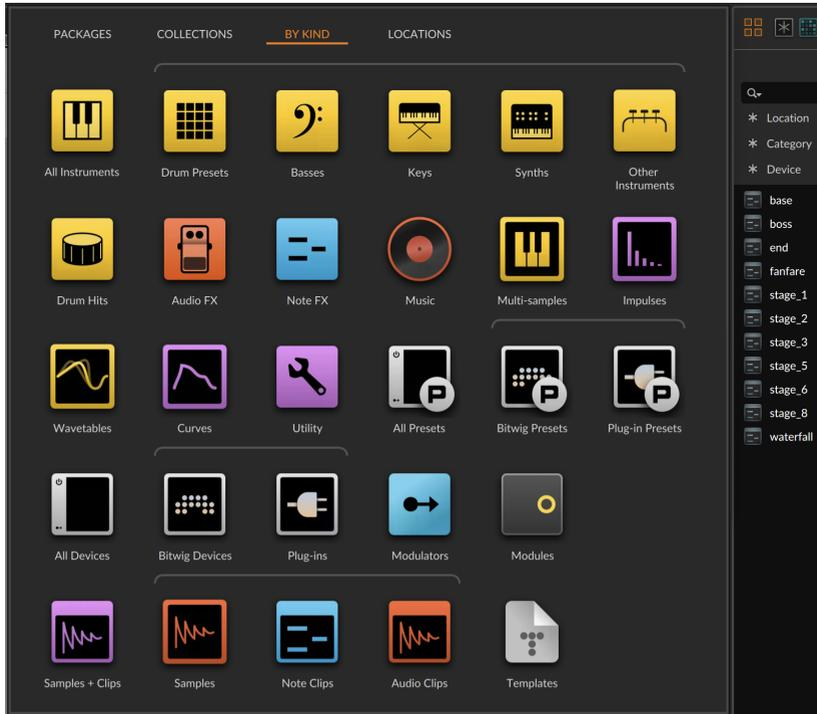 PACKAGES COLLECTIONS BY KIND LOCATIONS
All Instruments Drum Presets Basses Keys Synths Other
Instruments
Drum Hits Audio FX Note FX Music Multi-samples Impulses
Wavetables Curves Utility All Presets Bitwig Presets Plug-in Presets
All Devices Bitwig Devices Plug-ins Modulators Modules
Samples + Clips Samples Note Clips Audio Clips Templates
Location
Category
Device
base
boss
end
fanfare
stage_1
stage_2
stage_3
stage_5
stage_6
stage_8
waterfall